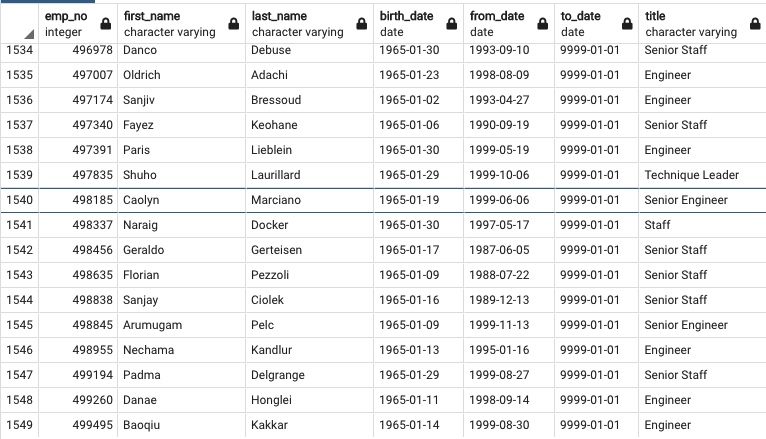 emp_no first_name last_name birth_date from_date to_date title
integer character varying character varying date date date character varying
1534 496978 Danco Debuse 1965-01-30 1993-09-10 9999-01-01 Senior Staff
1535 497007 Oldrich Adachi 1965-01-23 1998-08-09 9999-01-01 Engineer
1536 497174 Sanjiv Bressoud 1965-01-02 1993-04-27 9999-01-01 Engineer
1537 497340 Fayez Keohane 1965-01-06 1990-09-19 9999-01-01 Senior Staff
1538 497391 Paris Lieblein 1965-01-30 1999-05-19 9999-01-01 Engineer
1539 497835 Shuho Laurillard 1965-01-29 1999-10-06 9999-01-01 Technique Leader
1540 498185 Caolyn Marciano 1965-01-19 1999-06-06 9999-01-01 Senior Engineer
1541 498337 Naraig Docker 1965-01-30 1997-05-17 9999-01-01 Staff
1542 498456 Geraldo Gerteisen 1965-01-17 1987-06-05 9999-01-01 Senior Staff
1543 498635 Florian Pezzoli 1965-01-09 1988-07-22 9999-01-01 Senior Staff
1544 498838 Sanjay Ciolek 1965-01-16 1989-12-13 9999-01-01 Senior Staff
1545 498845 Arumugam Pelc 1965-01-09 1999-11-13 9999-01-01 Senior Engineer
1546 498955 Nechama Kandlur 1965-01-13 1995-01-16 9999-01-01 Engineer
1547 499194 Padma Delgrange 1965-01-29 1999-08-27 9999-01-01 Senior Staff
1548 499260 Danae Honglei 1965-01-11 1998-09-14 9999-01-01 Engineer
1549 499495 Baoqiu Kakkar 1965-01-14 1999-08-30 9999-01-01 Engineer